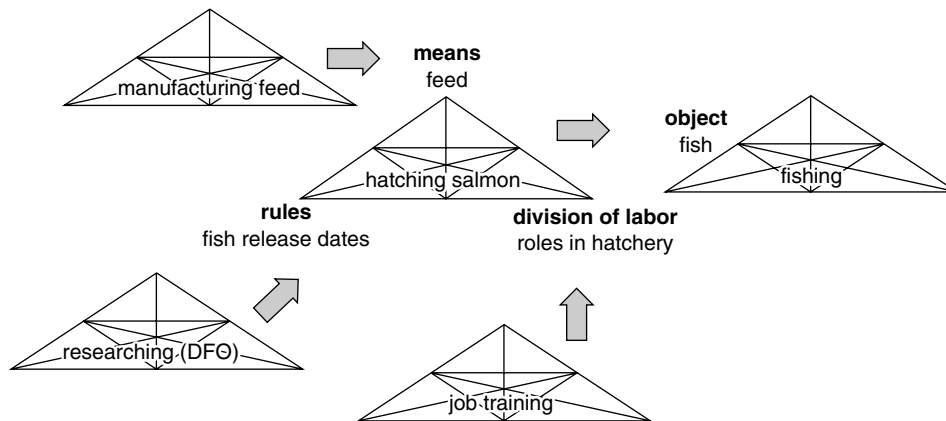 manufacturing feed
means
feed
hatching salmon
object
fish
fishing
rules
fish release dates
division of labor
roles in hatchery
researching (DFO)
job training